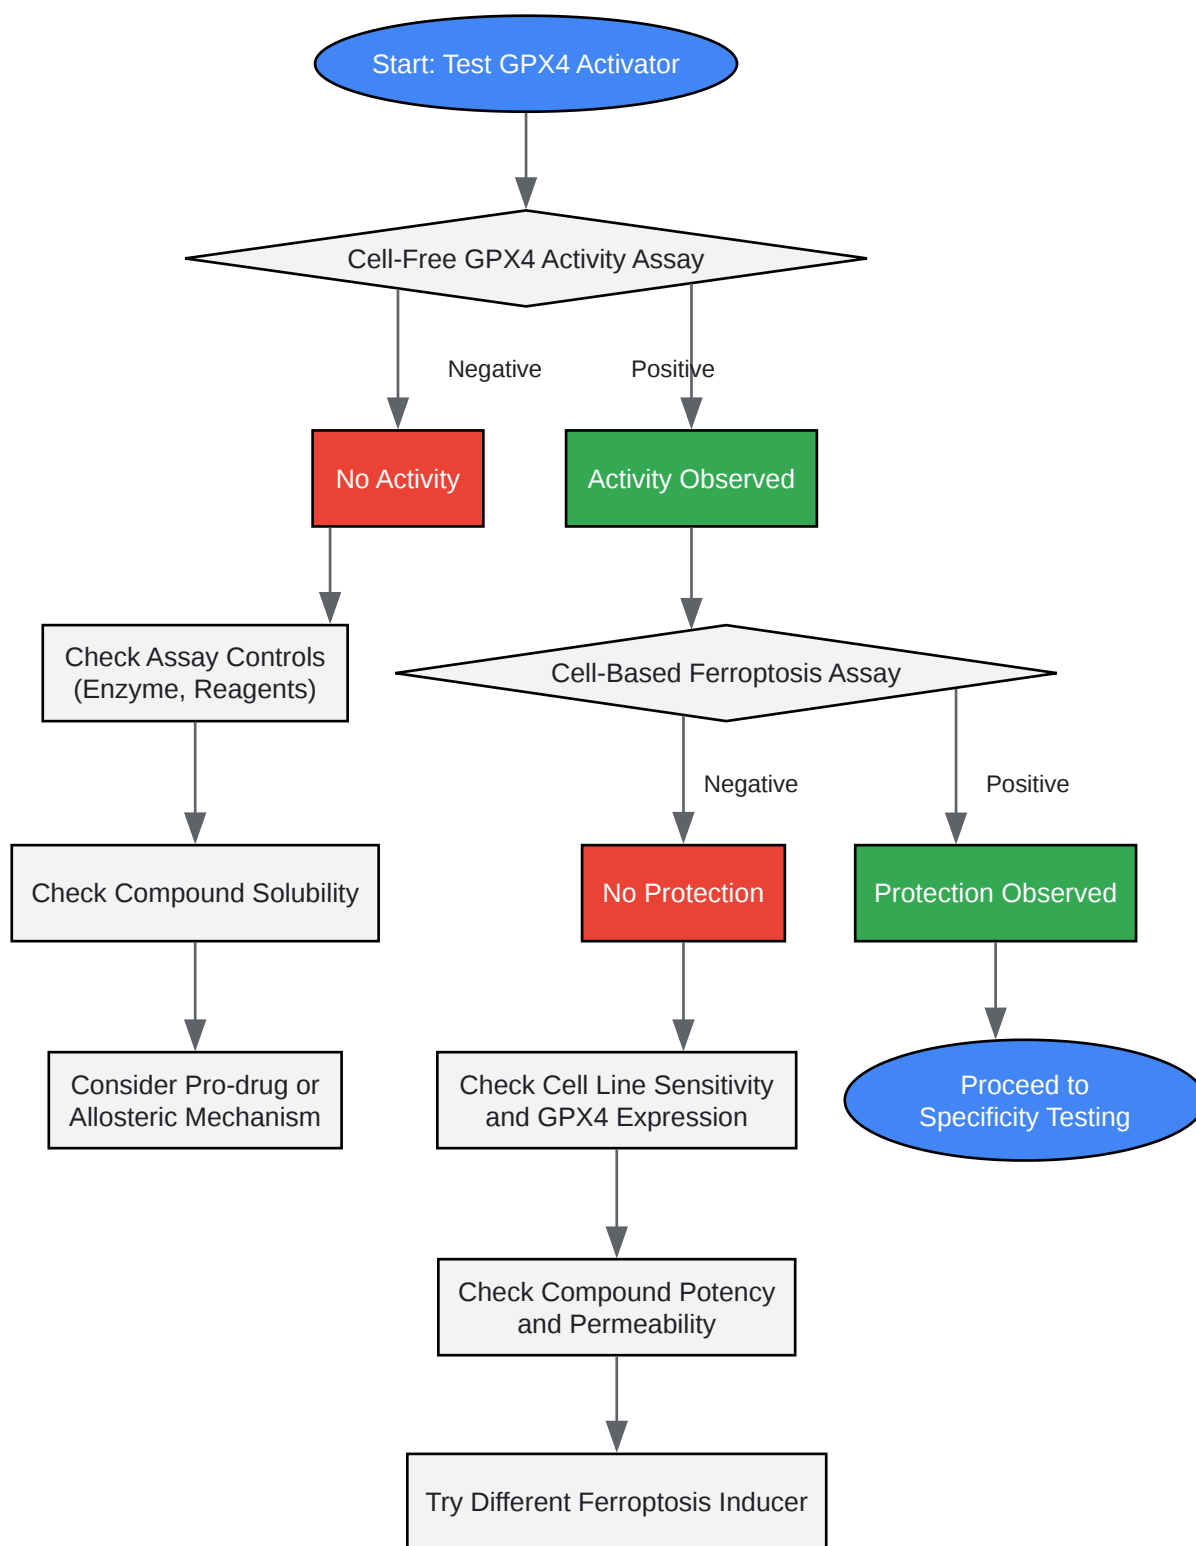 Start: Test GPX4 Activator
Cell-Free GPX4 Activity Assay
Negative
Positive
No Activity
Activity Observed
Check Assay Controls
(Enzyme, Reagents)
Cell-Based Ferroptosis Assay
Negative
Positive
Check Compound Solubility
No Protection
Protection Observed
Consider Pro-drug or
Allosteric Mechanism
Check Cell Line Sensitivity
and GPX4 Expression
Proceed to
Specificity Testing
Check Compound Potency
and Permeability
Try Different Ferroptosis Inducer